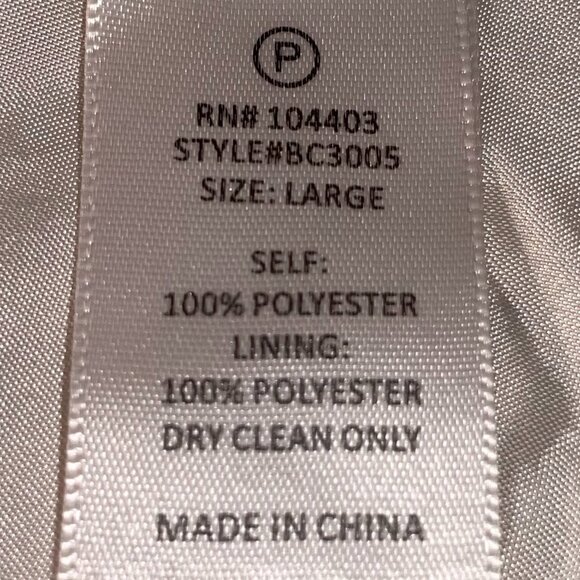 P
RN# 104403
STYLE#BC3005
SIZE: LARGE
SELF:
100% POLYESTER
LINING:
100% POLYESTER
DRY CLEAN ONLY
MADE IN CHINA